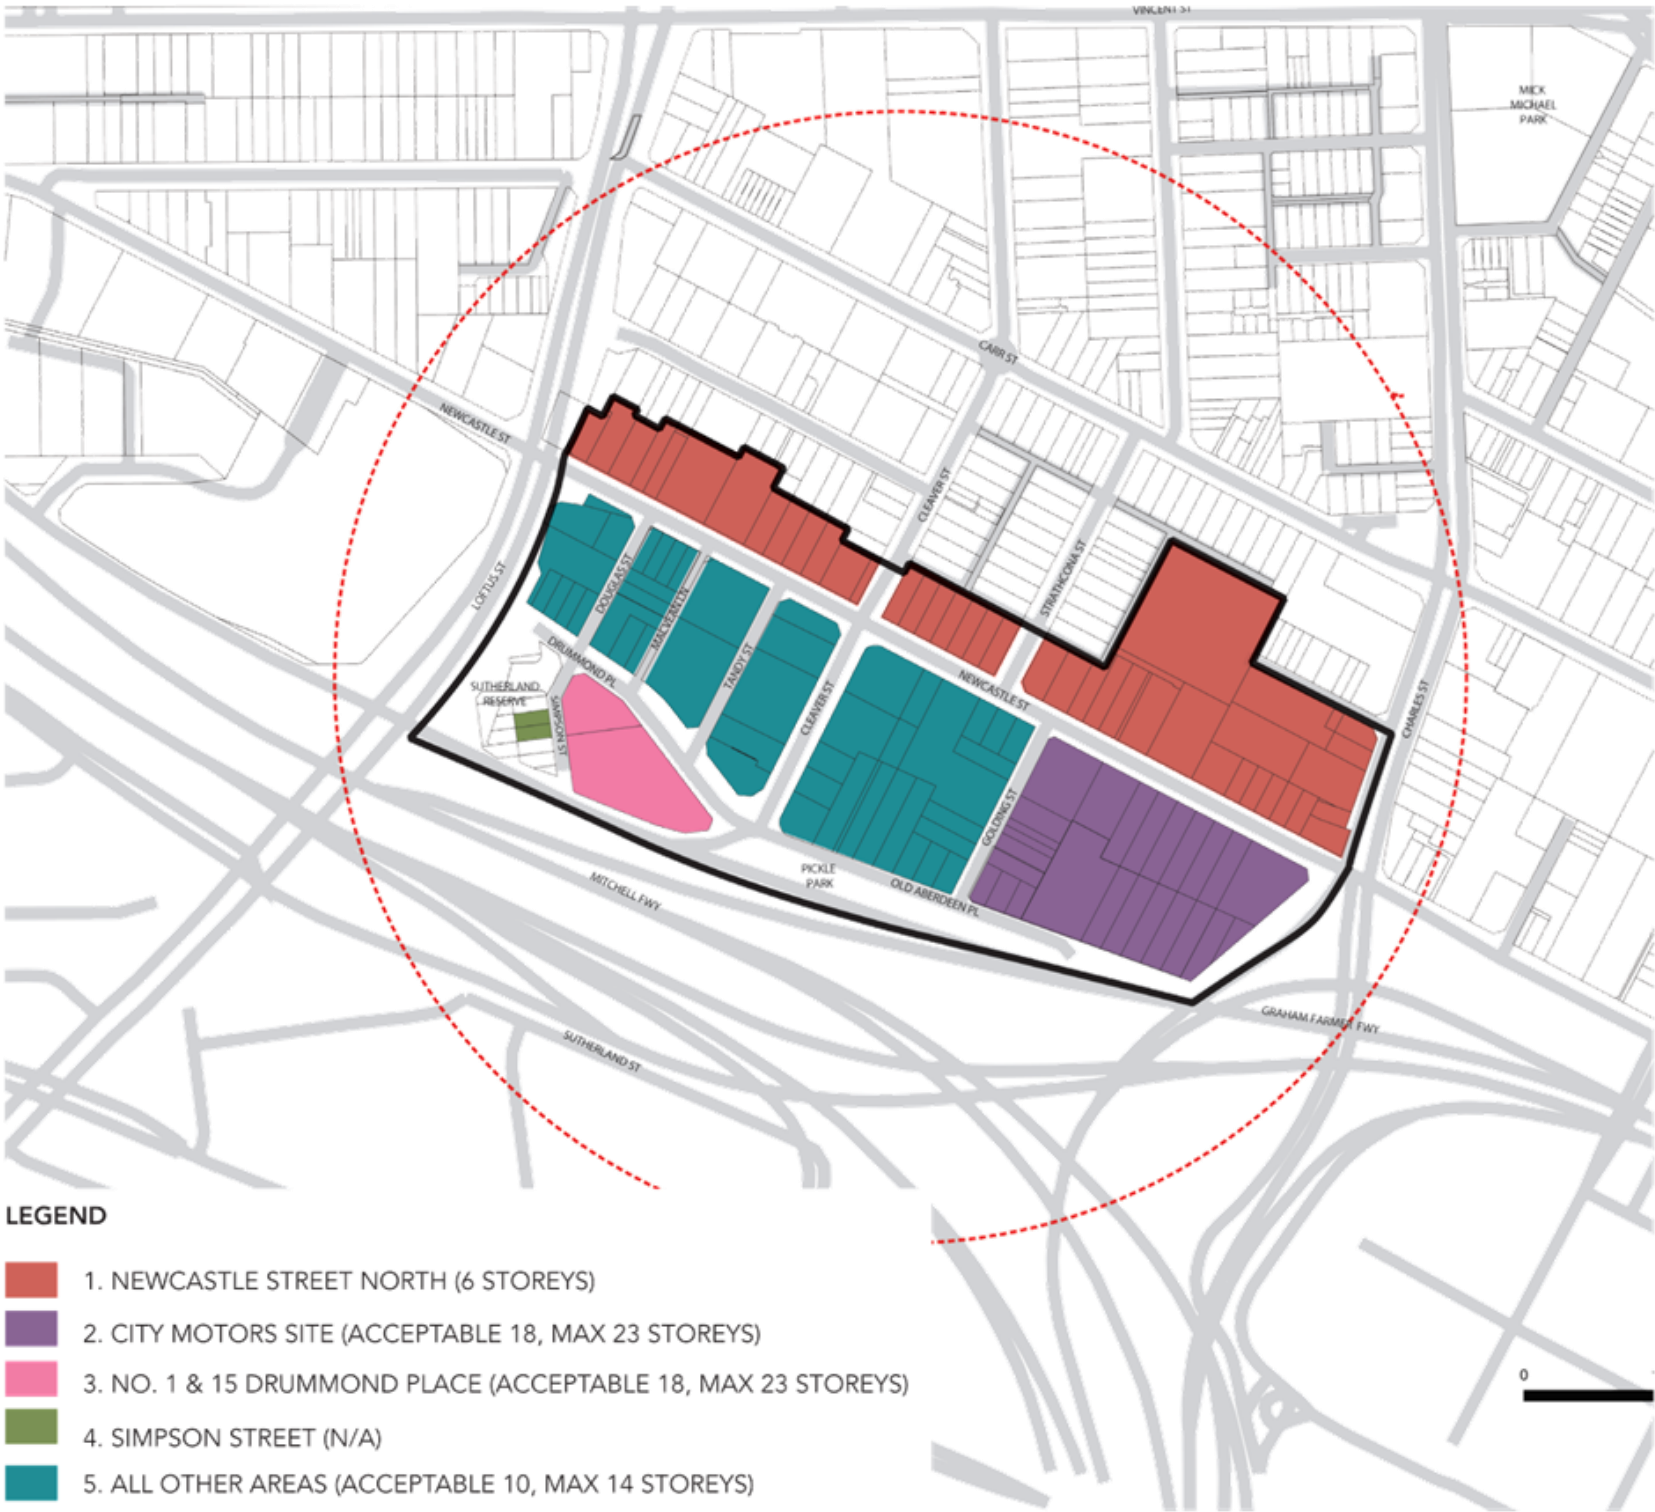 VINCENT ST
MICK
MICHAEL
PARK
CARR ST
NEWCASTLE ST
CLEAVER ST
STRATHCONA ST
LOFTUS ST
DOUGLAS ST
MACVEAN LN
DRUMMOND PL
TANDY ST
SUTHERLAND
RESERVE
SIMPSON ST
CLEAVER ST
NEWCASTLE ST
CHARLES ST
GOLDING ST
PICKLE
PARK
OLD ABERDEEN PL
MITCHELL FWY
GRAHAM FARMER FWY
SUTHERLAND ST
LEGEND
1. NEWCASTLE STREET NORTH (6 STOREYS)
2. CITY MOTORS SITE (ACCEPTABLE 18, MAX 23 STOREYS)
3. NO. 1 & 15 DRUMMOND PLACE (ACCEPTABLE 18, MAX 23 STOREYS)
4. SIMPSON STREET (N/A)
5. ALL OTHER AREAS (ACCEPTABLE 10, MAX 14 STOREYS)
0